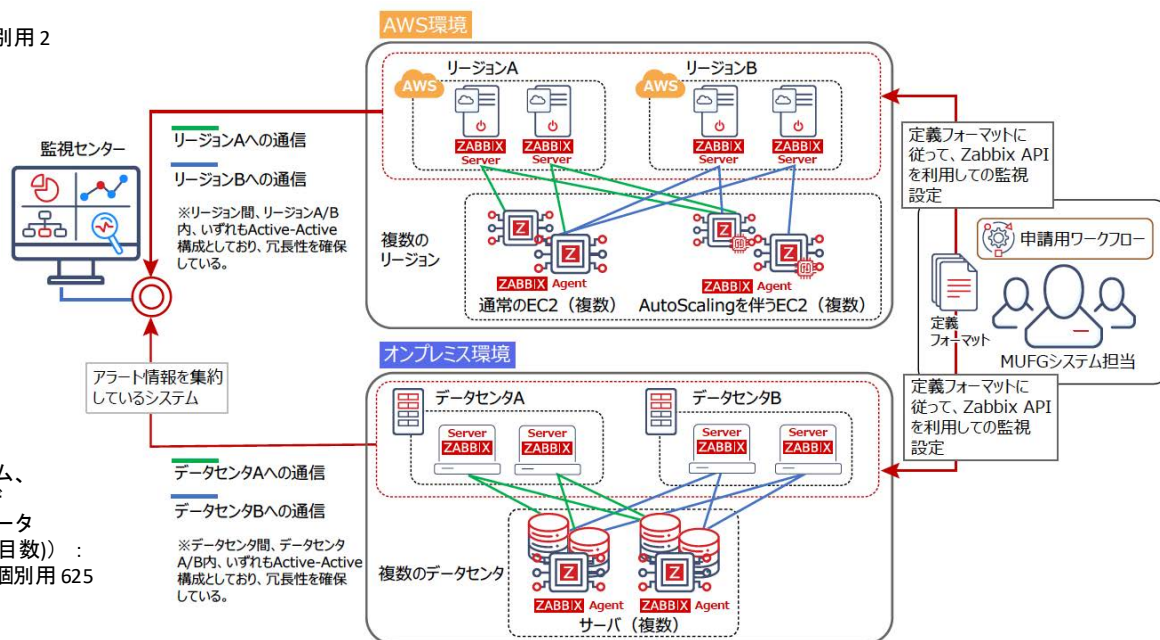 別用 2
監視センター
リージョンAへの通信
リージョンBへの通信
※リージョン間、リージョンA/B
内、いずれもActive-Active
構成としており、冗長性を確保
している。
アラート情報を集約
しているシステム
AWS環境
AWS
リージョンA
ZABBIX
Server
ZABBIX
Server
AWS
リージョンB
ZABBIX
Server
ZABBIX
Server
複数の
リージョン
Z
Z
ZABBIX Agent
通常のEC2（複数）
Z
Z
ZABBIX Agent
AutoScalingを伴うEC2（複数）
定義フォーマットに
従って、Zabbix API
を利用しての監視
設定
申請用ワークフロー
定義
フォーマット
MUFGシステム担当
定義フォーマットに
従って、Zabbix API
を利用しての監視
設定
オンプレミス環境
データセンタA
Server
ZABBIX
Server
ZABBIX
データセンタB
Server
ZABBIX
Server
ZABBIX
複数のデータセンタ
Z
ZABBIX Agent
Z
ZABBIX Agent
サーバ（複数）
データセンタAへの通信
データセンタBへの通信
※データセンタ間、データセンタ
A/B内、いずれもActive-Active
構成としており、冗長性を確保
している。
ム、
ータ
目数)） :
個別用 625